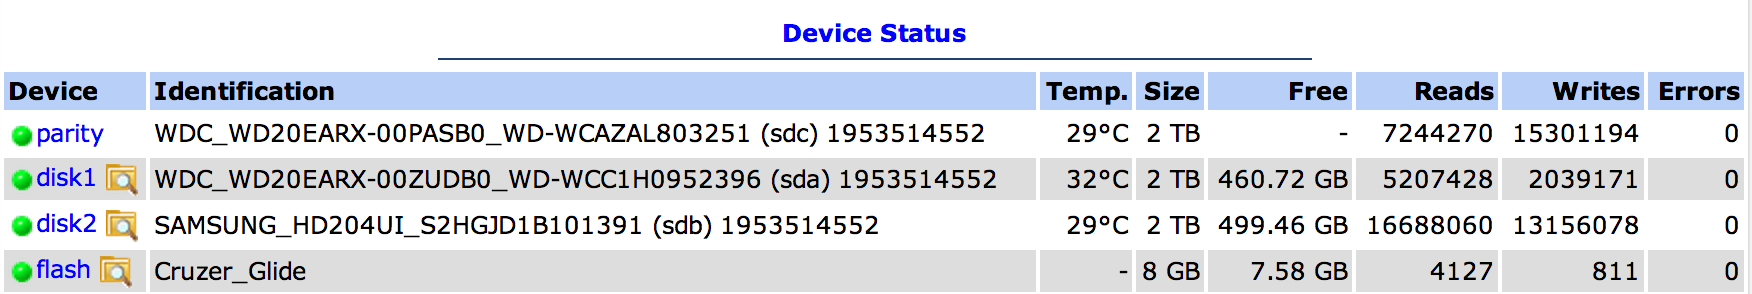 Device Status
Device Identification Temp. Size Free Reads Writes Errors
parity WDC_WD20EARX-00PASB0_WD-WCAZAL803251 (sdc) 1953514552 29°C 2 TB - 7244270 15301194 0
disk1 WDC_WD20EARX-00ZUDB0_WD-WCC1H0952396 (sda) 1953514552 32°C 2 TB 460.72 GB 5207428 2039171 0
disk2 SAMSUNG_HD204UI_S2HGJD1B101391 (sdb) 1953514552 29°C 2 TB 499.46 GB 16688060 13156078 0
flash Cruzer_Glide - 8 GB 7.58 GB 4127 811 0